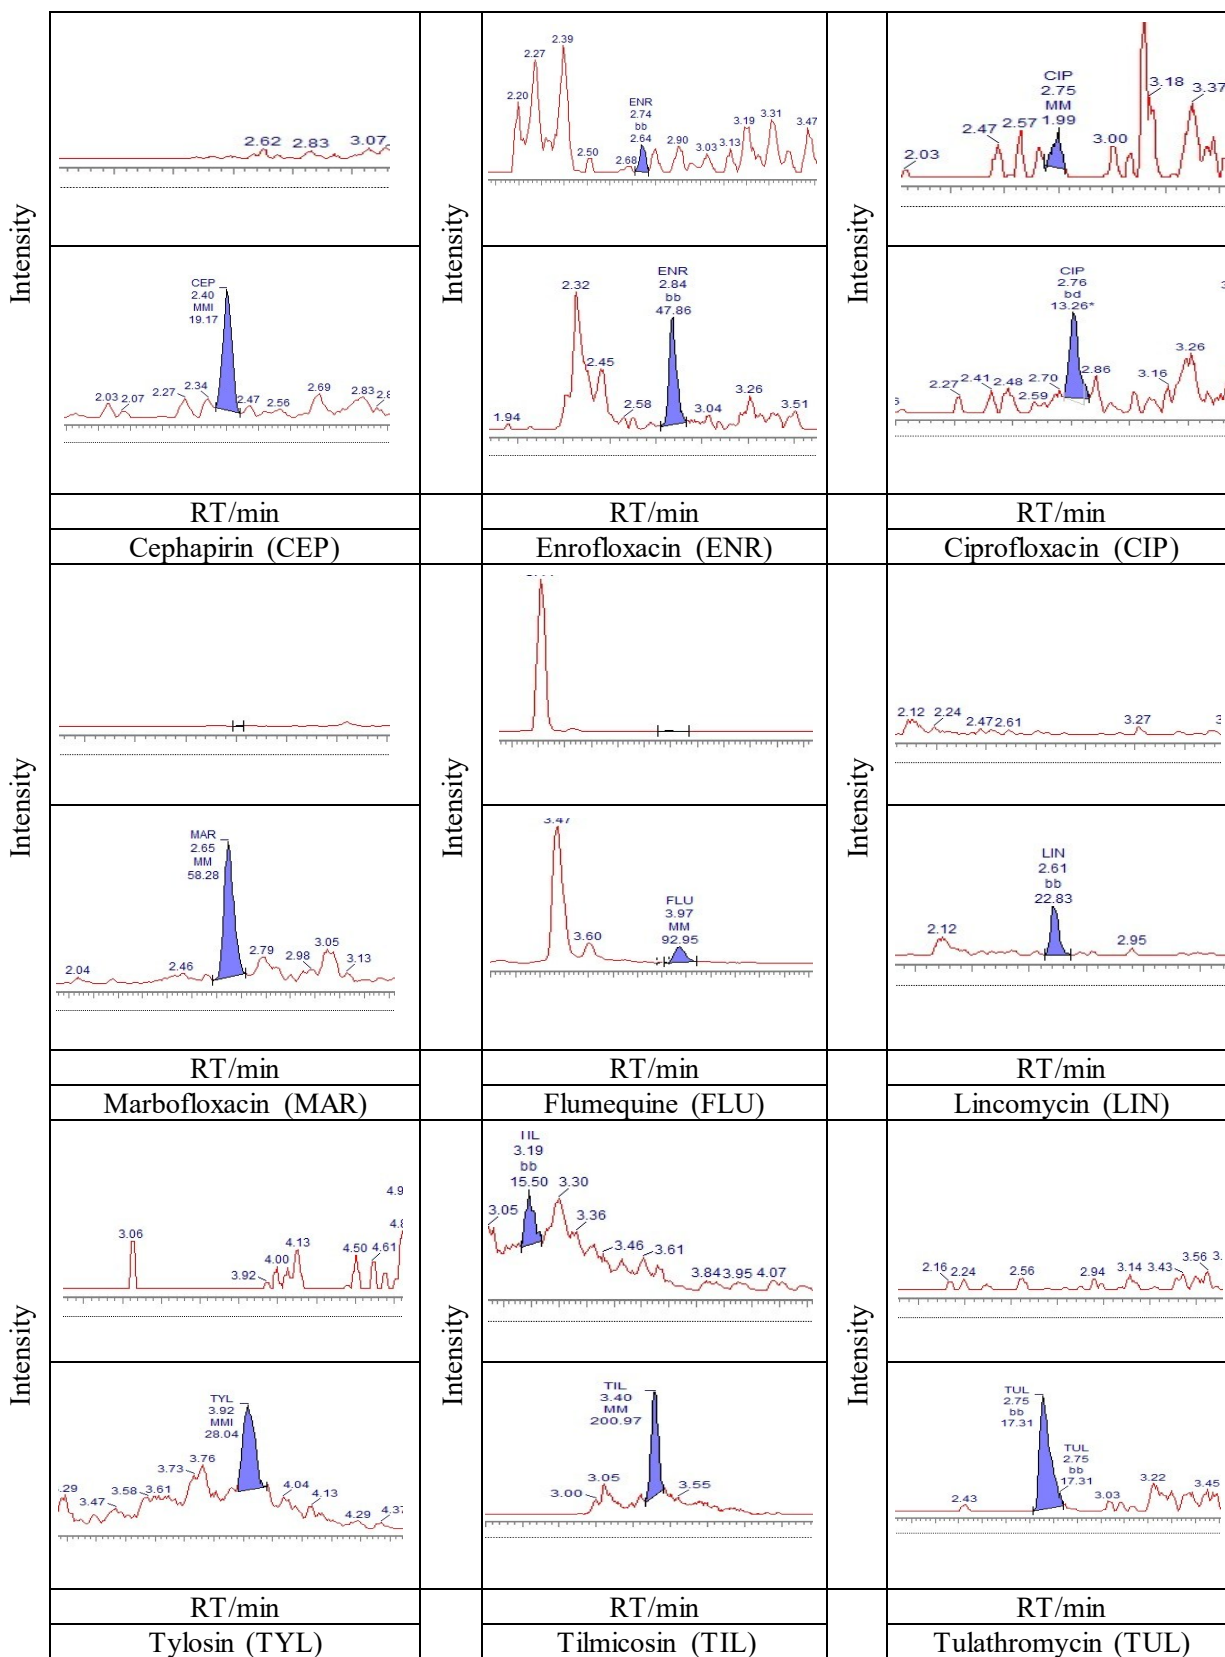 Intensity
2.62 2.83 3.07
CEP
2.40
MMI
19.17
2.03 2.07 2.27 2.34 2.47 2.56 2.69 2.83
RT/min
Cephapirin (CEP)
Intensity
2.20 2.27 2.39 2.50 2.68
ENR
2.74
bb
2.64
2.90 3.03 3.13 3.19 3.31 3.47
ENR
2.84
bb
47.86
1.94 2.32 2.45 2.58 3.04 3.26 3.51
RT/min
Enrofloxacin (ENR)
Intensity
2.03 2.47 2.57
CIP
2.75
MM
1.99
3.00 3.18 3.37
CIP
2.76
bd
13.26*
2.27 2.41 2.48 2.59 2.70 2.86 3.16 3.26
RT/min
Ciprofloxacin (CIP)
Intensity
MAR
2.65
MM
58.28
2.04 2.46 2.79 2.98 3.05 3.13
RT/min
Marbofloxacin (MAR)
Intensity
3.47 3.60
FLU
3.97
MM
92.95
RT/min
Flumequine (FLU)
Intensity
2.12 2.24 2.47 2.61 3.27
LIN
2.61
bb
22.83
2.12 2.95
RT/min
Lincomycin (LIN)
Intensity
3.06 3.92 4.00 4.13 4.50 4.61
TYL
3.92
MMI
28.04
3.47 3.58 3.61 3.73 3.76 4.04 4.13 4.29 4.37
RT/min
Tylosin (TYL)
Intensity
TIL
3.19
bb
15.50
3.05 3.30 3.36 3.46 3.61 3.84 3.95 4.07
TIL
3.40
MM
200.97
3.00 3.05 3.55
RT/min
Tilmicosin (TIL)
Intensity
2.16 2.24 2.56 2.94 3.14 3.43 3.56
TUL
2.75
bb
17.31
TUL
2.75
bb
17.31
2.43 3.03 3.22 3.45
RT/min
Tulathromycin (TUL)